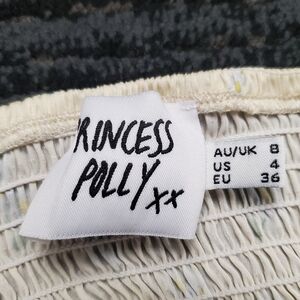 PRINCESS
POLLY xx
AU/UK 8
US 4
EU 36